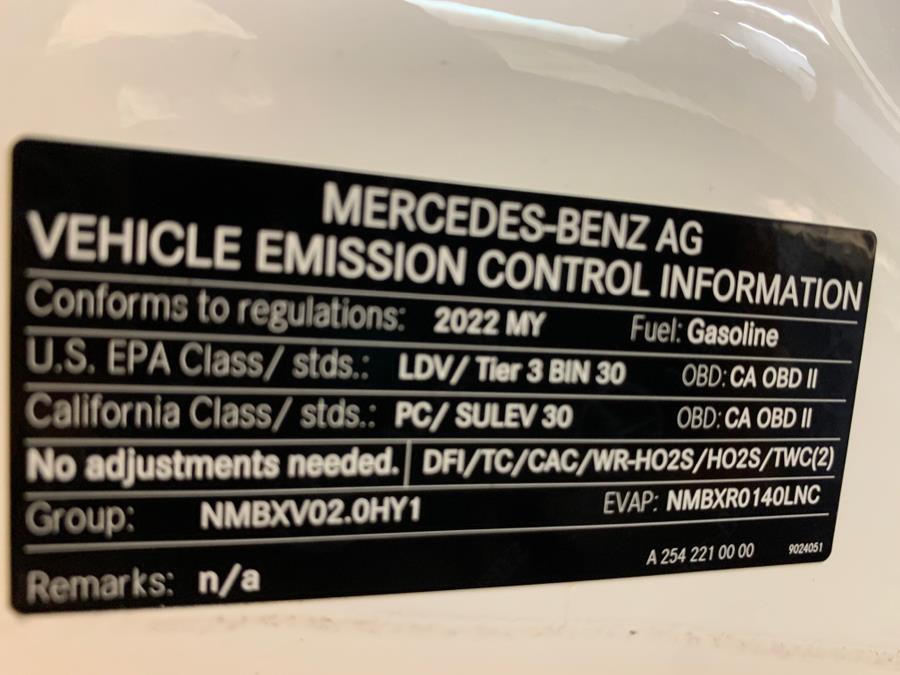 MERCEDES-BENZ AG
VEHICLE EMISSION CONTROL INFORMATION
Conforms to regulations: 2022 MY Fuel: Gasoline
U.S. EPA Class/ stds.: LDV/ Tier 3 BIN 30 OBD: CA OBD II
California Class/ stds.: PC/ SULEV 30 OBD: CA OBD II
No adjustments needed. DFI/TC/CAC/WR-HO2S/HO2S/TWC(2)
Group: NMBXV02.0HY1 EVAP: NMBXR0140LNC
Remarks: n/a A 254 221 00 00 9024051